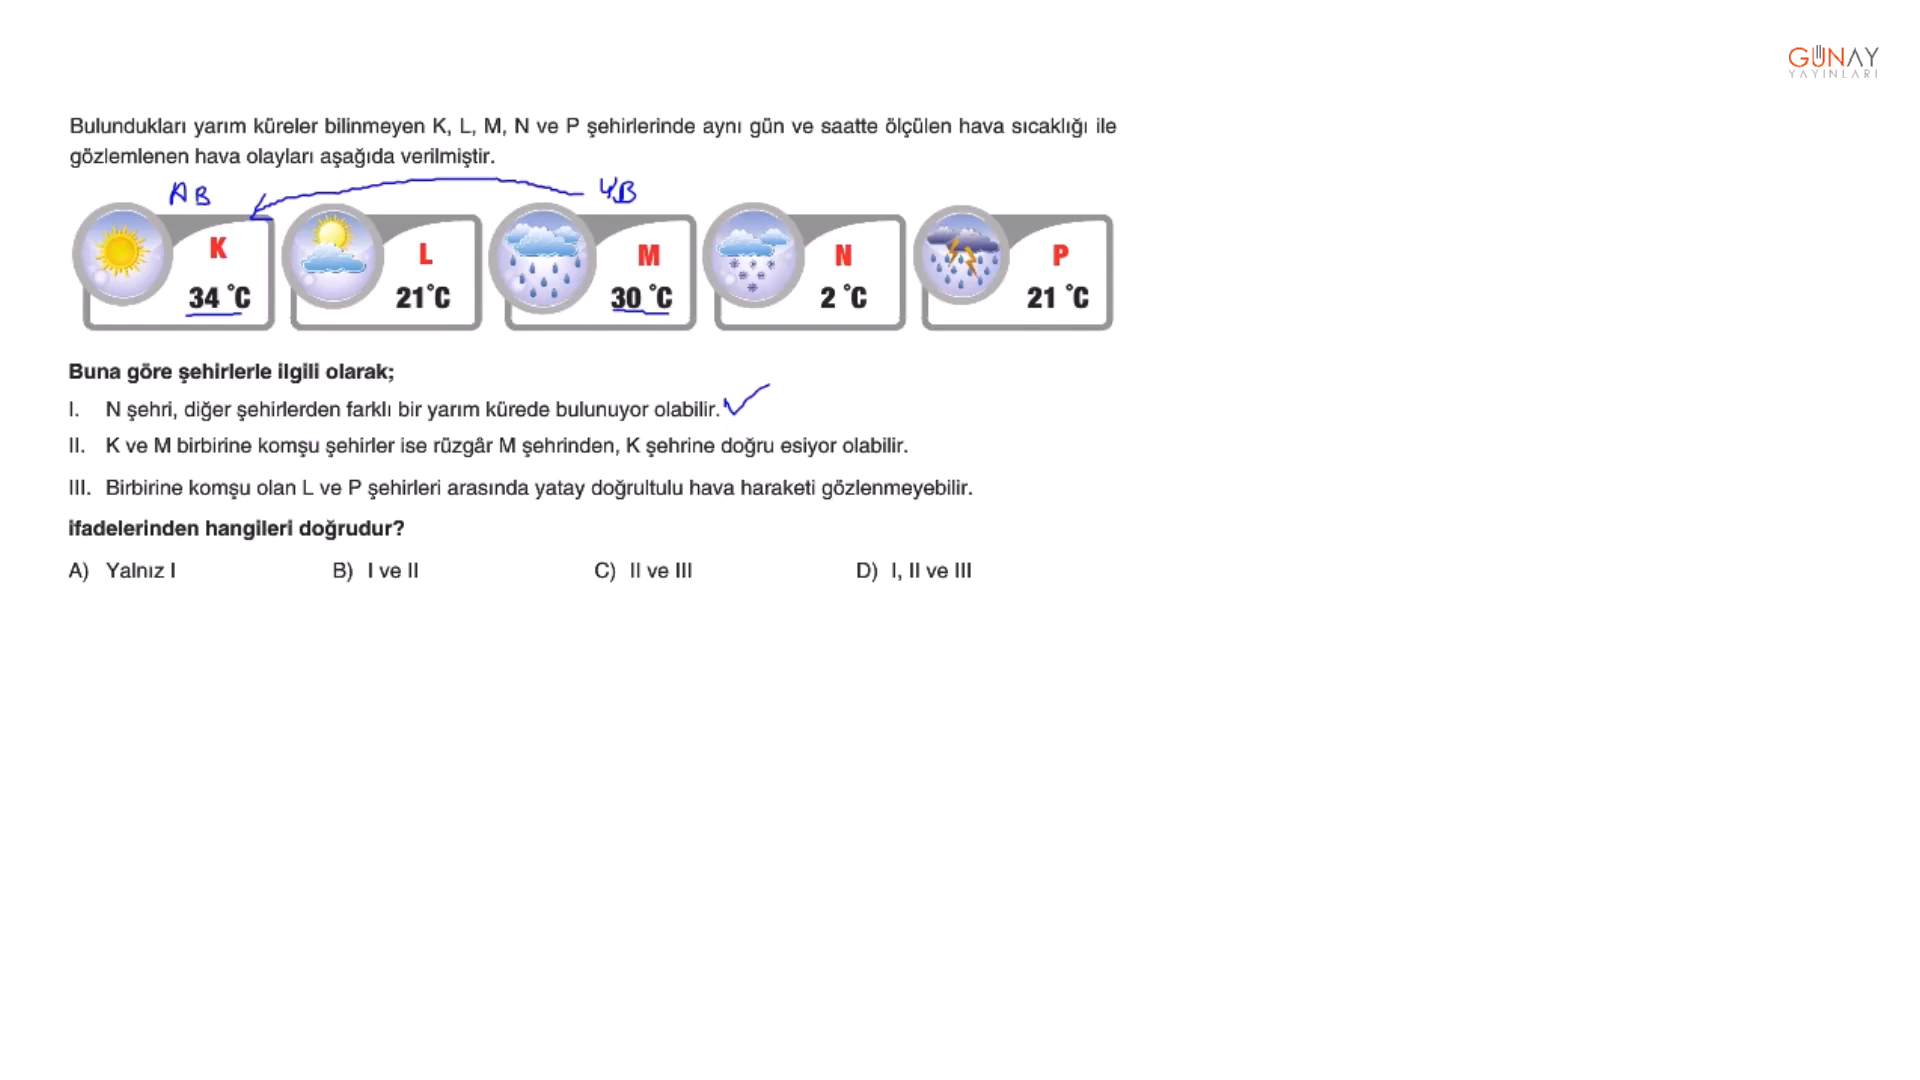 GÜNAY
YAYINLARI
Bulundukları yarım küreler bilinmeyen K, L, M, N ve P şehirlerinde aynı gün ve saatte ölçülen hava sıcaklığı ile
gözlemlenen hava olayları aşağıda verilmiştir.
AB YB
K L M N P
34 °C 21°C 30 °C 2 °C 21 °C
Buna göre şehirlerle ilgili olarak;
I. N şehri, diğer şehirlerden farklı bir yarım kürede bulunuyor olabilir.
II. K ve M birbirine komşu şehirler ise rüzgâr M şehrinden, K şehrine doğru esiyor olabilir.
III. Birbirine komşu olan L ve P şehirleri arasında yatay doğrultulu hava haraketi gözlenmeyebilir.
ifadelerinden hangileri doğrudur?
A) Yalnız I B) I ve II C) II ve III D) I, II ve III